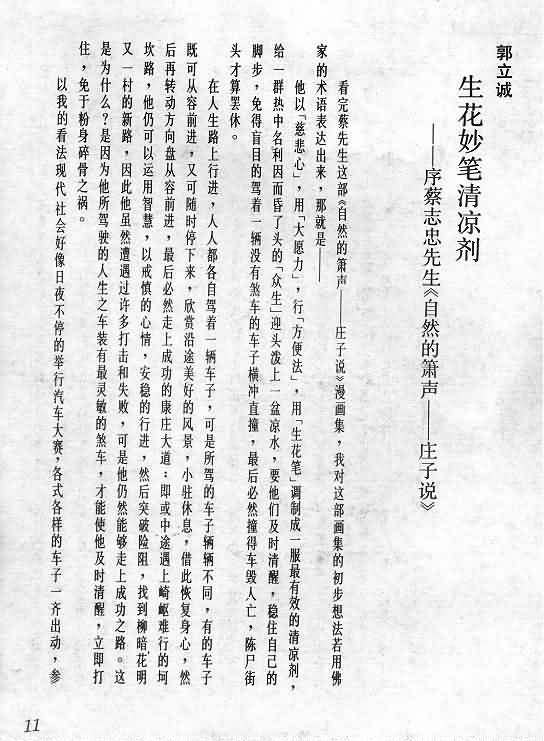 郭立诚
生花妙笔清凉剂
——序蔡志忠先生《自然的箫声——庄子说》
看完蔡先生这部《自然的箫声——庄子说》漫画集，我对这部画集的初步想法若用佛
家的术语表达出来，那就是——
他以「慈悲心」，用「大愿力」，行「方便法」，用「生花笔」调制成一服最有效的清凉剂，
给一群热中名利因而昏了头的「众生」迎头泼上一盆凉水，要他们及时清醒，稳住自己的
脚步，免得盲目的驾着一辆没有煞车的车子横冲直撞，最后必然撞得车毁人亡，陈尸街
头才算罢休。
在人生路上行进，人人都各自驾着一辆车子，可是所驾的车子辆辆不同，有的车子
既可从容前进，又可随时停下来，欣赏沿途美好的风景，小驻休息，借此恢复身心，然
后再转动方向盘从容前进，最后必然走上成功的康庄大道；即或中途遇上崎岖难行的坷
坎路，他仍可以运用智慧，以戒慎的心情，安稳的行进，然后突破险阻，找到柳暗花明
又一村的新路，因此他虽然遭遇过许多打击和失败，可是他仍然能够走上成功之路。这
是为什么？是因为他所驾驶的人生之车装有最灵敏的煞车，才能使他及时清醒，立即打
住，免于粉身碎骨之祸。
以我的看法现代社会好像日夜不停的举行汽车大赛，各式各样的车子一齐出动，参
11